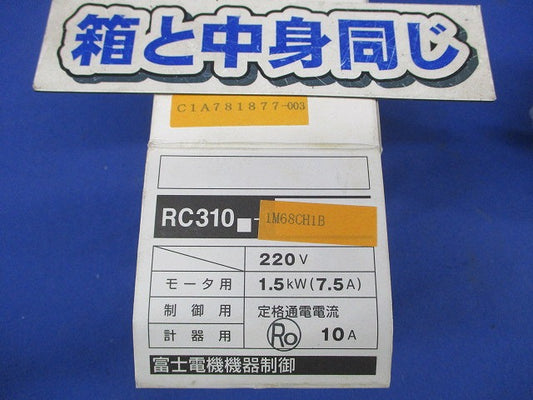 箱と中身同じ
C1A781877-003
RC310■-1M68CH1B
220V
モータ用 1.5kW(7.5A)
制御用 定格通電電流
計器用 Ro 10A
富士電機機器制御